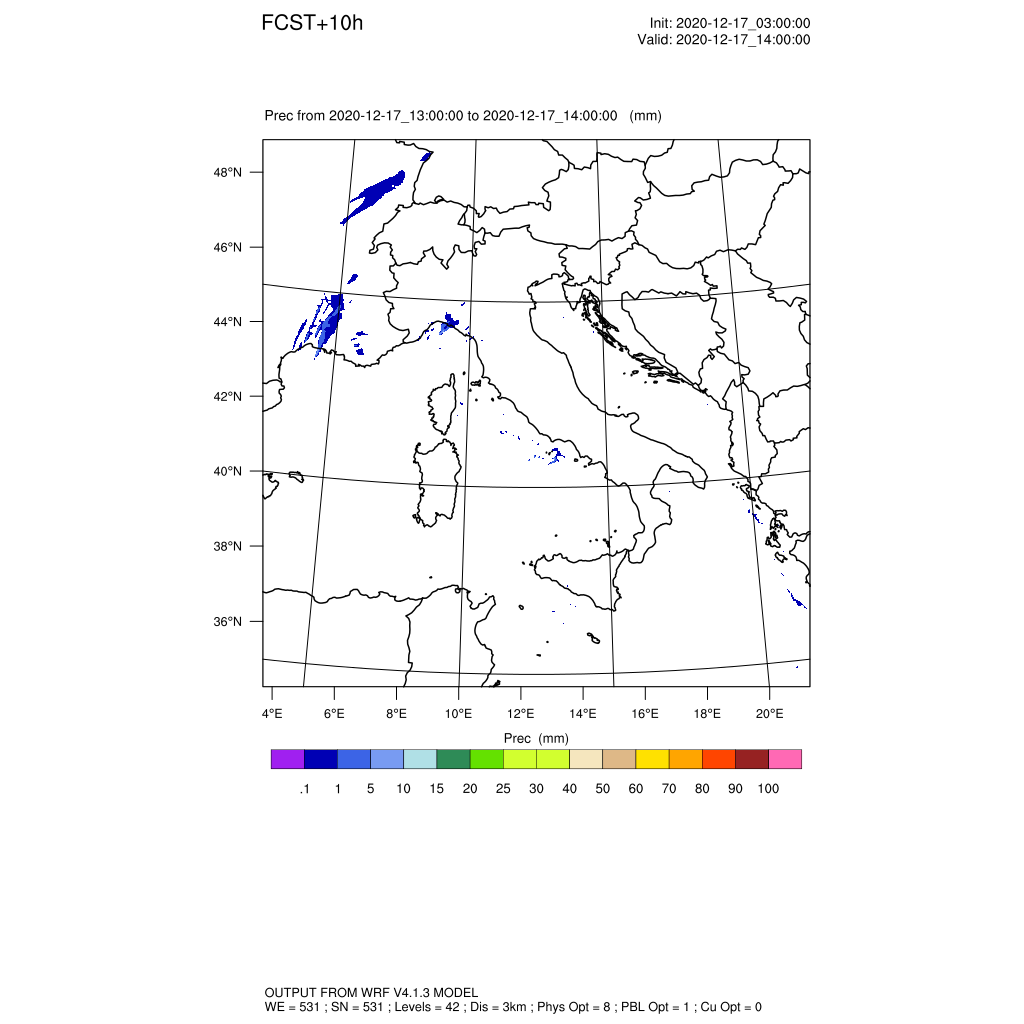 FCST+10h
Init: 2020-12-17_03:00:00
Valid: 2020-12-17_14:00:00
Prec from 2020-12-17_13:00:00 to 2020-12-17_14:00:00 (mm)
48°N
46°N
44°N
42°N
40°N
38°N
36°N
4°E 6°E 8°E 10°E 12°E 14°E 16°E 18°E 20°E
Prec (mm)
.1 1 5 10 15 20 25 30 40 50 60 70 80 90 100
OUTPUT FROM WRF V4.1.3 MODEL
WE = 531 ; SN = 531 ; Levels = 42 ; Dis = 3km ; Phys Opt = 8 ; PBL Opt = 1 ; Cu Opt = 0